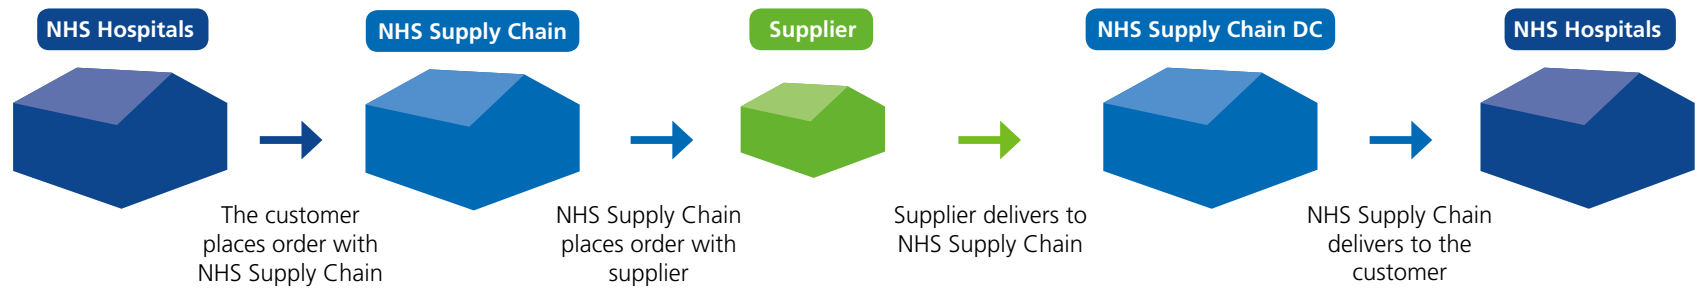 NHS Hospitals
NHS Supply Chain
Supplier
NHS Supply Chain DC
NHS Hospitals
The customer
places order with
NHS Supply Chain
NHS Supply Chain
places order with
supplier
Supplier delivers to
NHS Supply Chain
NHS Supply Chain
delivers to the
customer